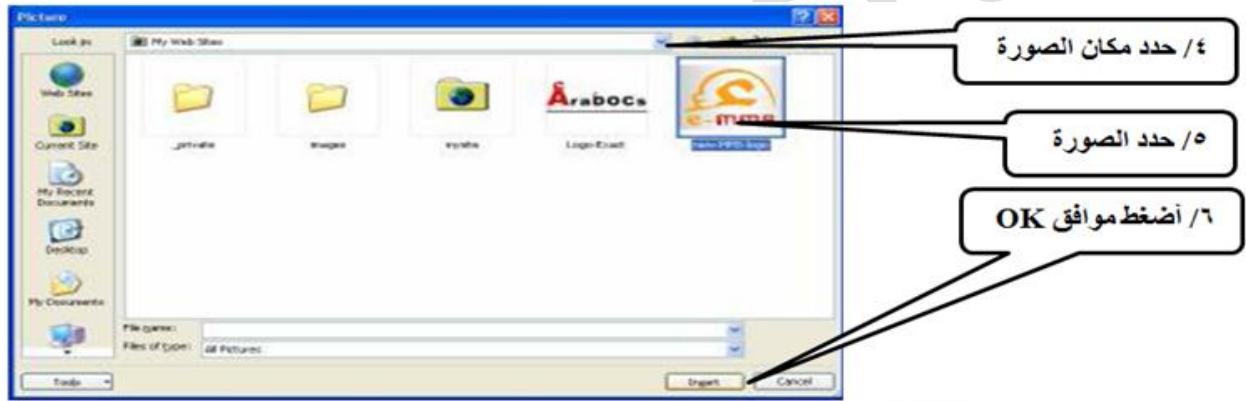 Picture
Look in:
My Web Sites
٤/ حدد مكان الصورة
Web Sites
Current Site
My Recent
Documents
Desktop
My Documents
_private
images
mysite
ÂraboCs
Logo-Exact
e-mms
٥/ حدد الصورة
٦/ أضغط موافق OK
File name:
Files of type:
All Pictures
Tools
Insert
Cancel